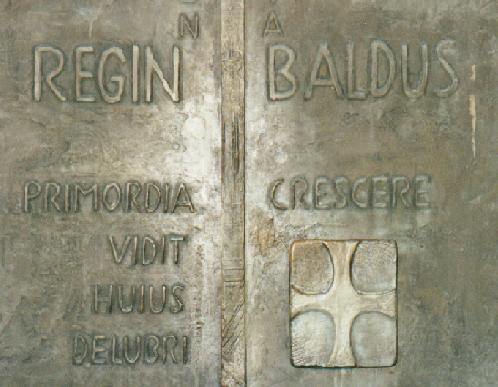 N A
REGIN BALDUS
PRIMORDIA CRESCERE
VIDIT
HUIUS
DELUBRI